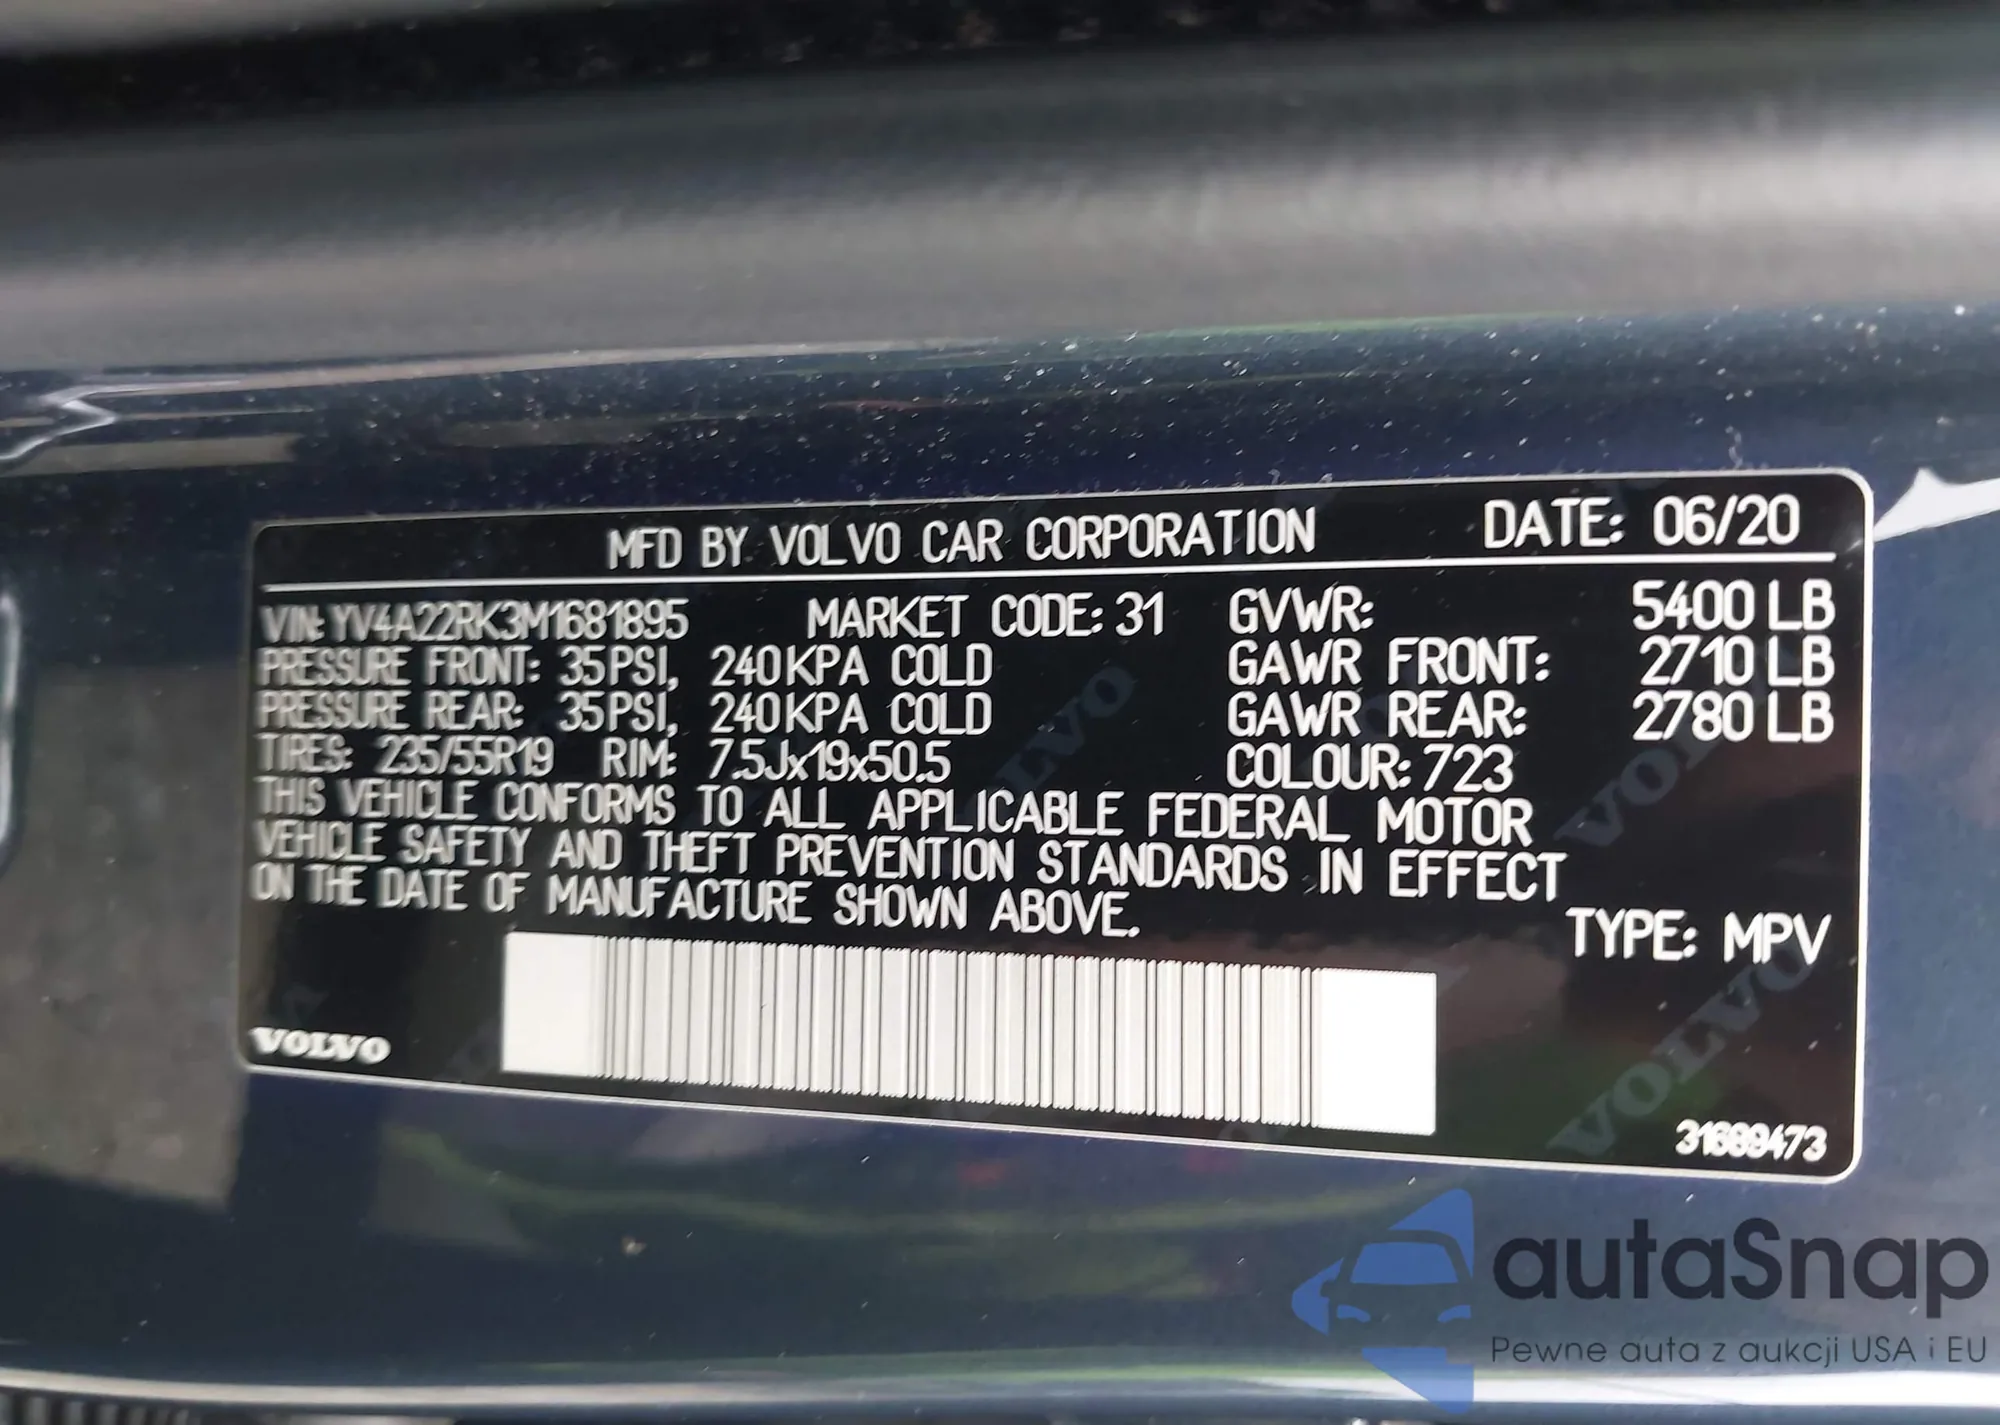 MFD BY VOLVO CAR CORPORATION DATE: 06/20
VIN: YV4A22RK3M1681895 MARKET CODE: 31 GVWR: 5400 LB
PRESSURE FRONT: 35PSI, 240KPA COLD GAWR FRONT: 2710 LB
PRESSURE REAR: 35PSI, 240KPA COLD GAWR REAR: 2780 LB
TIRES: 235/55R19 RIM: 7.5Jx19x50.5 COLOUR: 723
THIS VEHICLE CONFORMS TO ALL APPLICABLE FEDERAL MOTOR
VEHICLE SAFETY AND THEFT PREVENTION STANDARDS IN EFFECT
ON THE DATE OF MANUFACTURE SHOWN ABOVE.
TYPE: MPV
VOLVO
31689473
autaSnap
Pewne auta z aukcji USA i EU